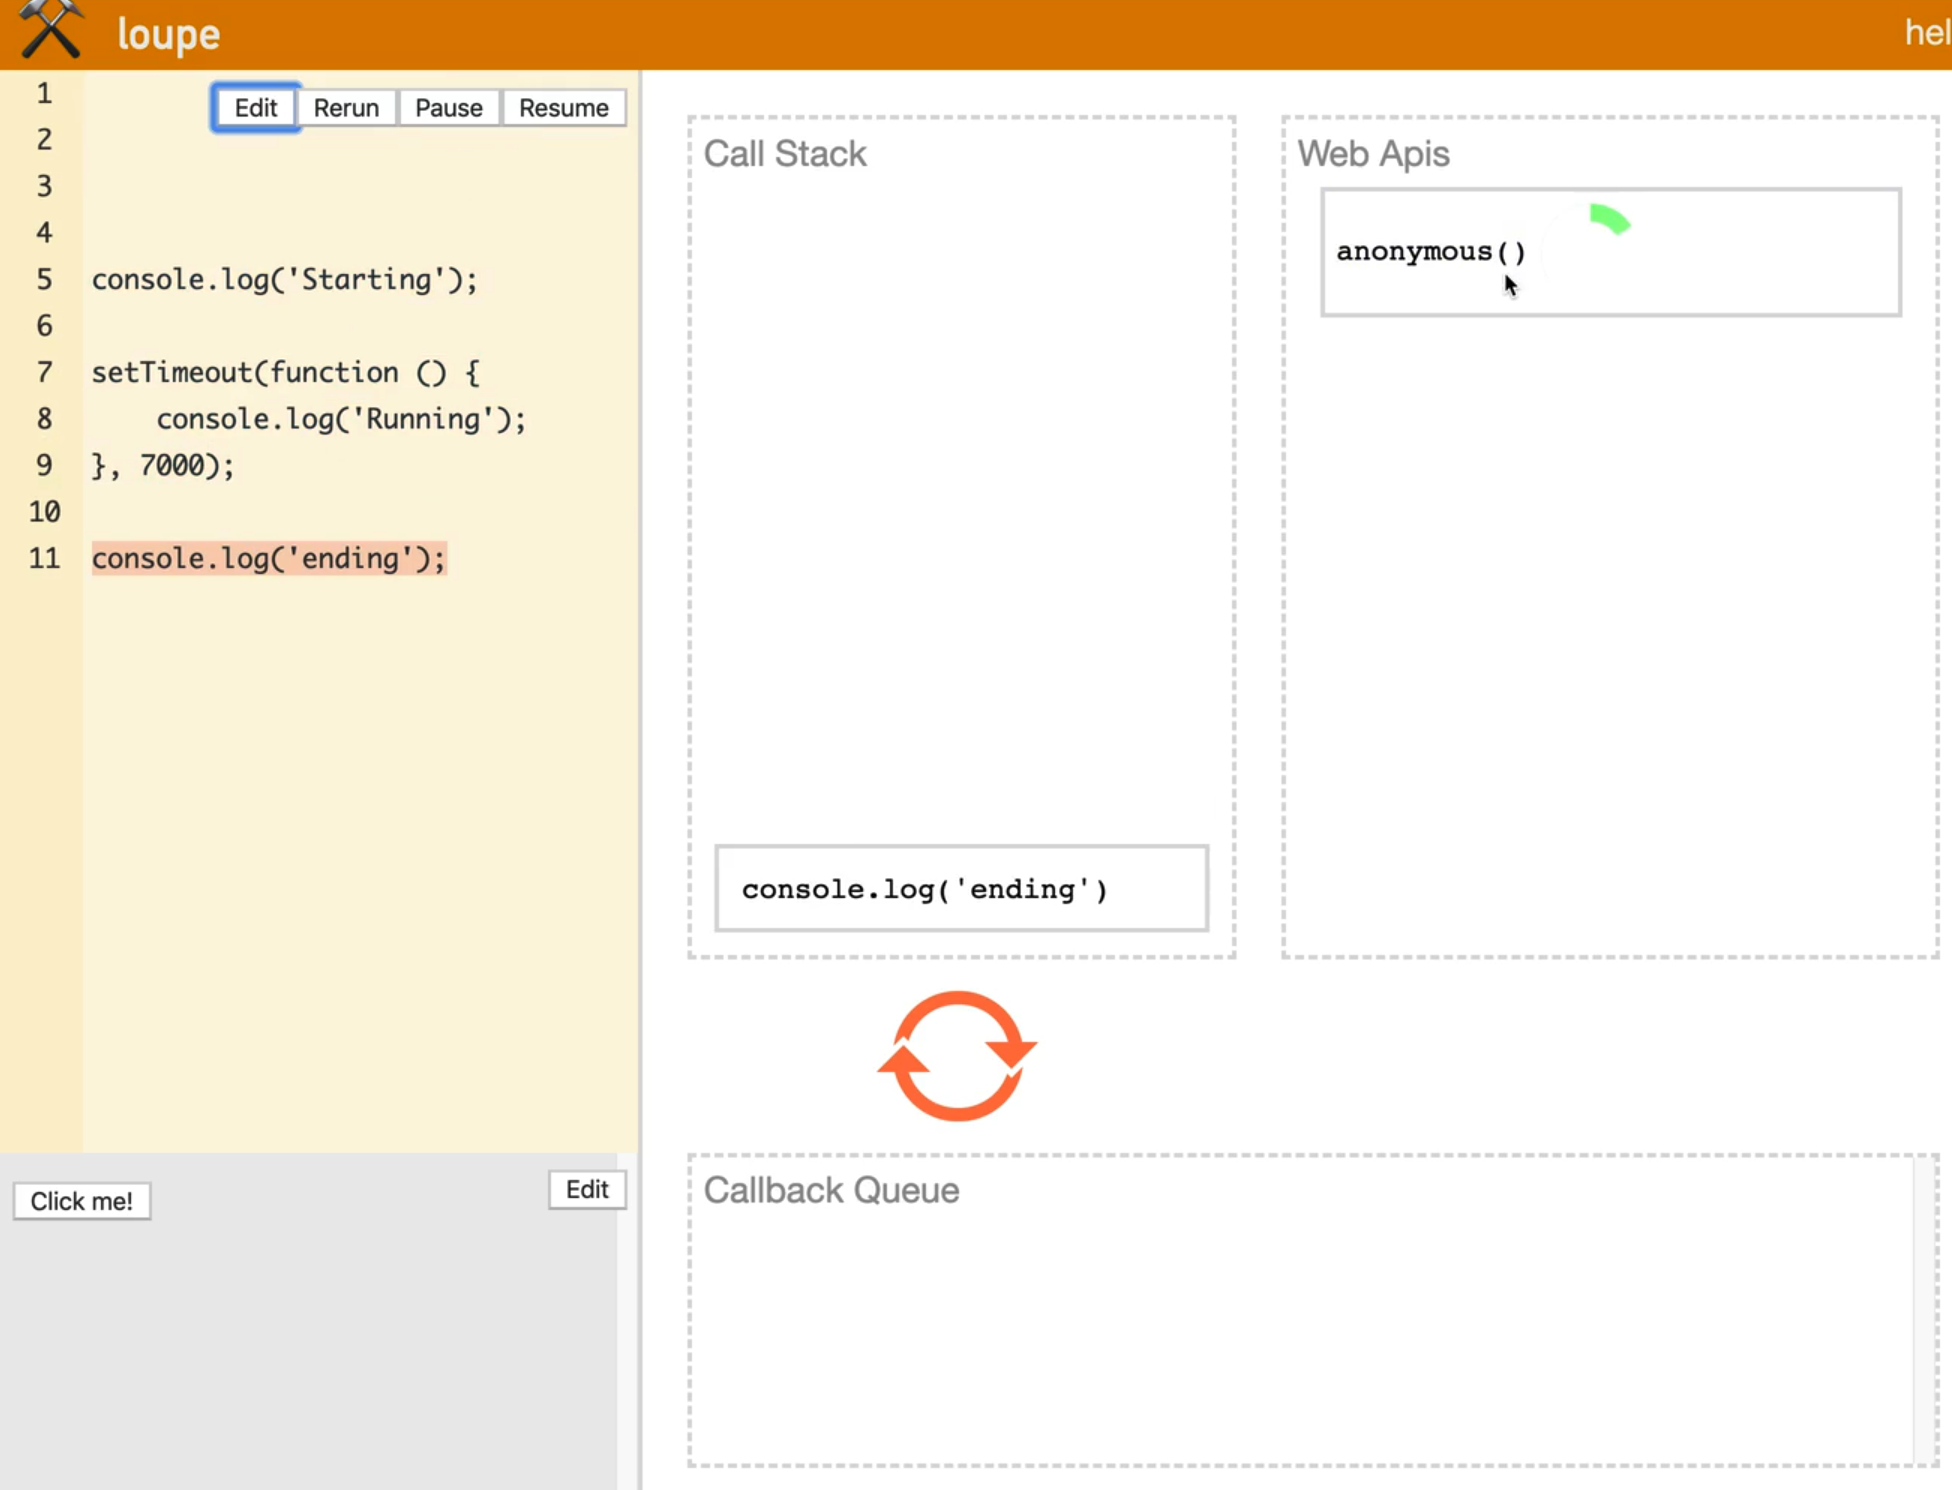 loupe
hel
Edit Rerun Pause Resume
1
2
3
4
5 console.log('Starting');
6
7 setTimeout(function () {
8 console.log('Running');
9 }, 7000);
10
11 console.log('ending');
Click me!
Edit
Call Stack
console.log('ending')
Web Apis
anonymous()
Callback Queue